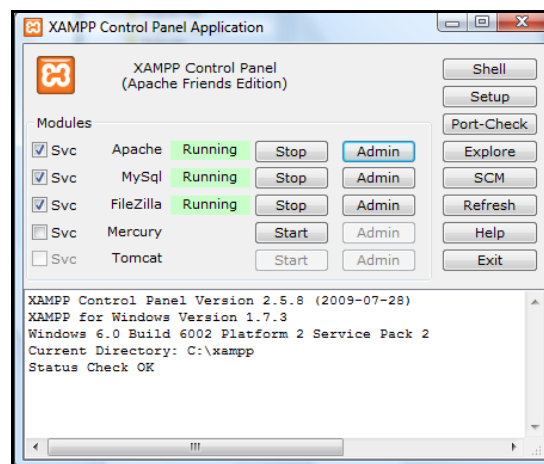 XAMPP Control Panel Application
XAMPP Control Panel
(Apache Friends Edition)
Shell
Setup
Port-Check
Explore
SCM
Refresh
Help
Exit
Modules
Svc Apache Running Stop Admin
Svc MySql Running Stop Admin
Svc FileZilla Running Stop Admin
Svc Mercury Start Admin
Svc Tomcat Start Admin
XAMPP Control Panel Version 2.5.8 (2009-07-28)
XAMPP for Windows Version 1.7.3
Windows 6.0 Build 6002 Platform 2 Service Pack 2
Current Directory: C:\xampp
Status Check OK